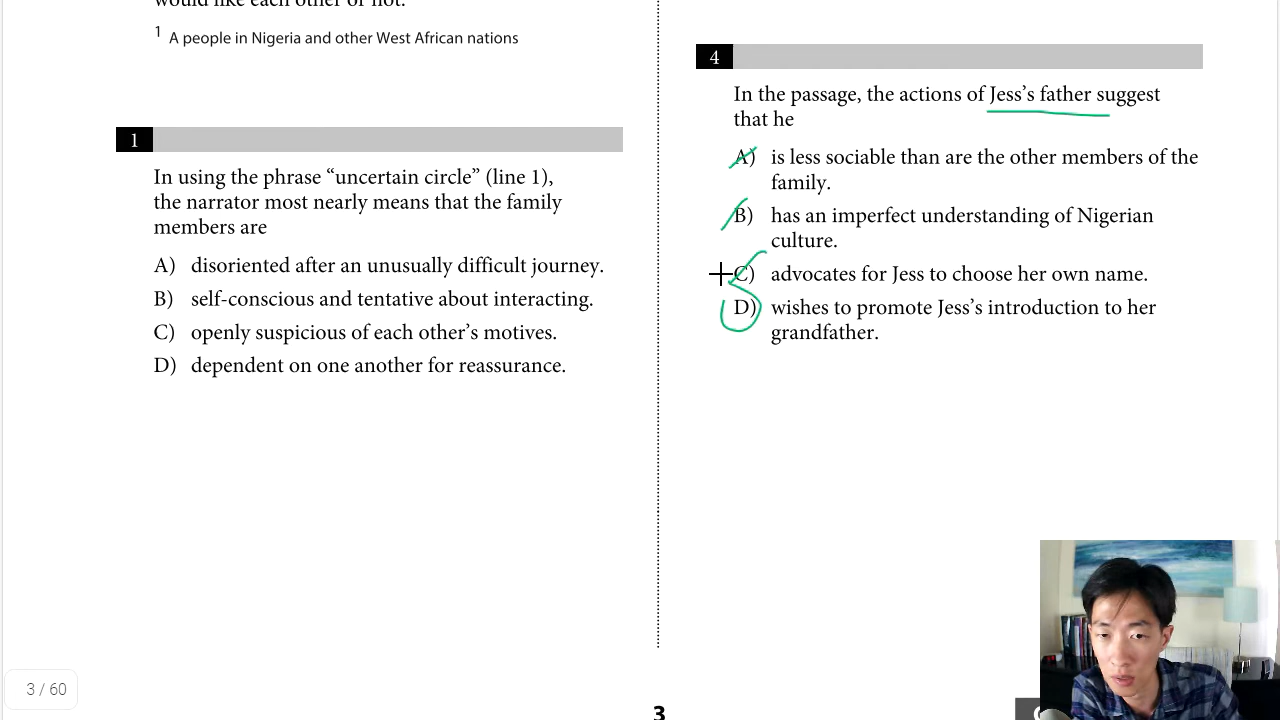 would like each other or not.
1 A people in Nigeria and other West African nations
1
In using the phrase “uncertain circle” (line 1),
the narrator most nearly means that the family
members are
A) disoriented after an unusually difficult journey.
B) self-conscious and tentative about interacting.
C) openly suspicious of each other’s motives.
D) dependent on one another for reassurance.
4
In the passage, the actions of Jess’s father suggest
that he
A) is less sociable than are the other members of the
family.
B) has an imperfect understanding of Nigerian
culture.
C) advocates for Jess to choose her own name.
D) wishes to promote Jess’s introduction to her
grandfather.
3 / 60
3